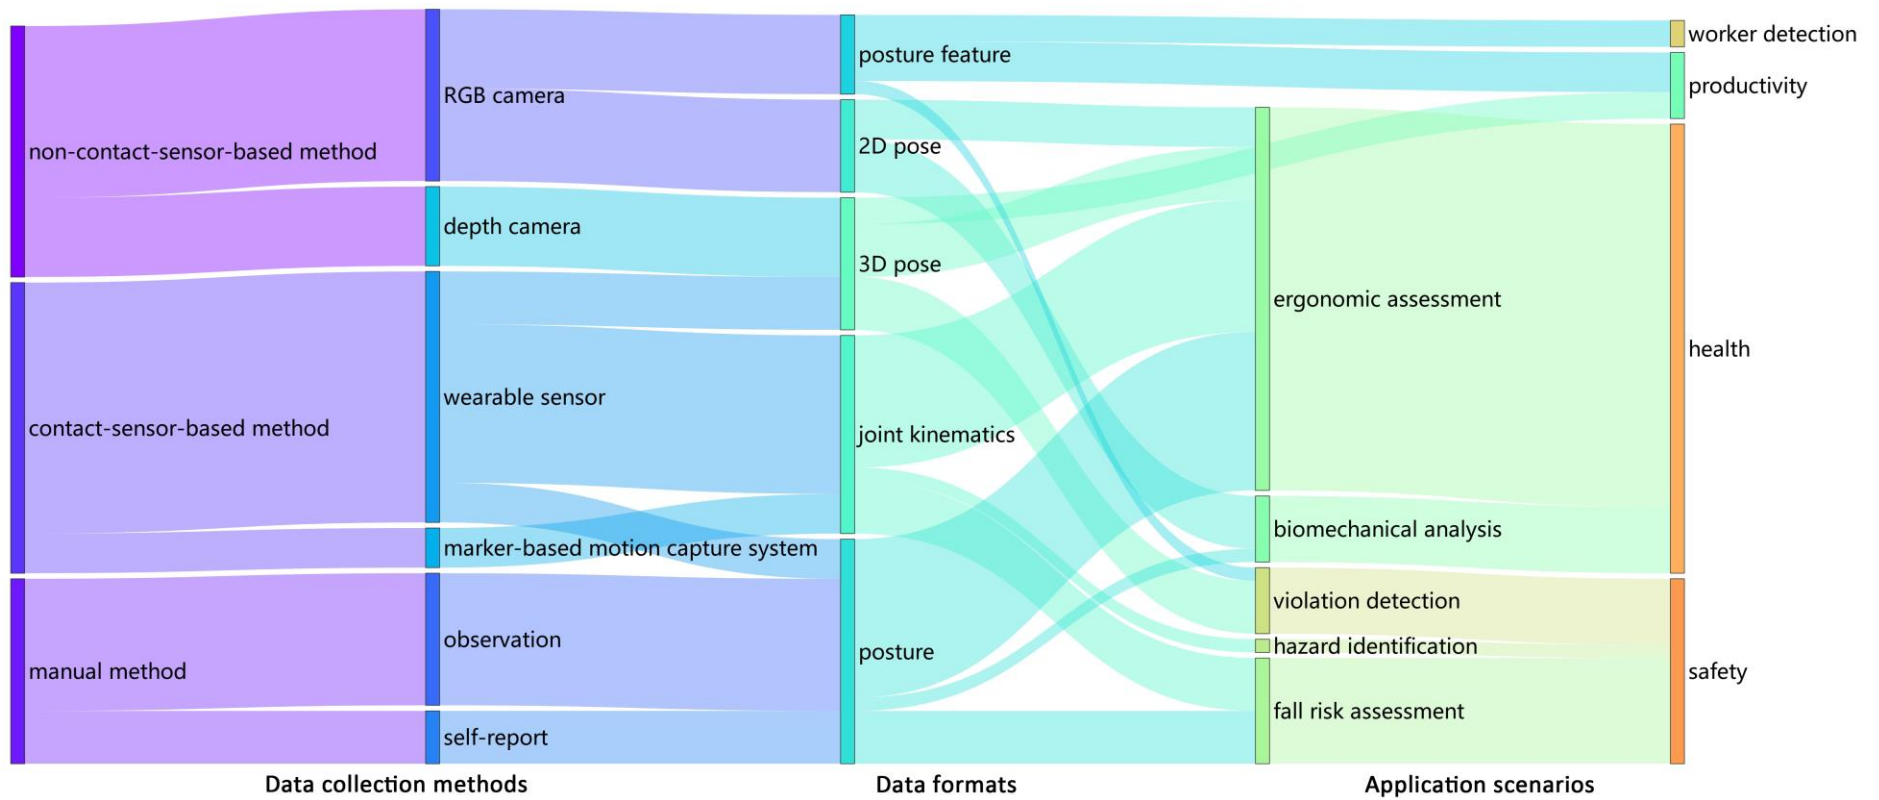 non-contact-sensor-based method
contact-sensor-based method
manual method
RGB camera
depth camera
wearable sensor
marker-based motion capture system
observation
self-report
posture feature
2D pose
3D pose
joint kinematics
posture
ergonomic assessment
biomechanical analysis
violation detection
hazard identification
fall risk assessment
worker detection
productivity
health
safety
Data collection methods
Data formats
Application scenarios